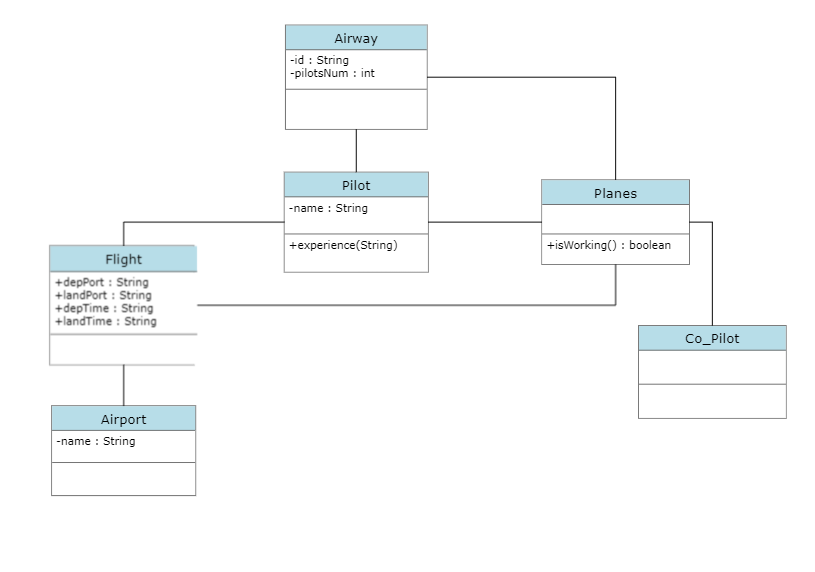 Airway
-id : String
-pilotsNum : int
Pilot
-name : String
+experience(String)
Planes
+isWorking() : boolean
Flight
+depPort : String
+landPort : String
+depTime : String
+landTime : String
Co_Pilot
Airport
-name : String